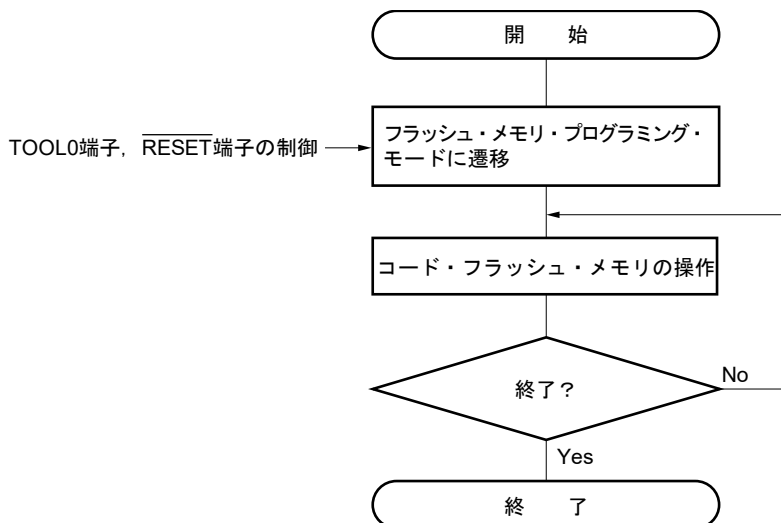 開　始
フラッシュ・メモリ・プログラミング・
モードに遷移
TOOL0端子，RESET端子の制御
コード・フラッシュ・メモリの操作
終了？
No
Yes
終　了